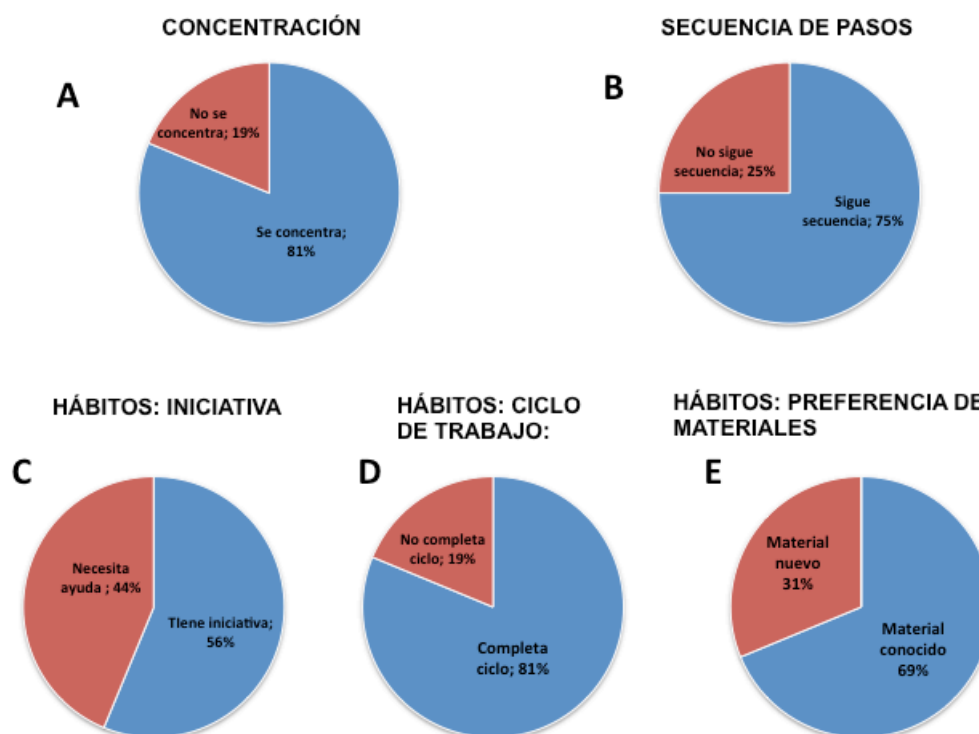 CONCENTRACIÓN
A
No se
concentra; 19%
Se concentra;
81%
SECUENCIA DE PASOS
B
No sigue
secuencia; 25%
Sigue
secuencia; 75%
HÁBITOS: INICIATIVA
C
Necesita
ayuda ; 44%
TIene iniciativa;
56%
HÁBITOS: CICLO
DE TRABAJO:
D
No completa
ciclo; 19%
Completa
ciclo; 81%
HÁBITOS: PREFERENCIA DE
MATERIALES
E
Material
nuevo
31%
Material
conocido
69%